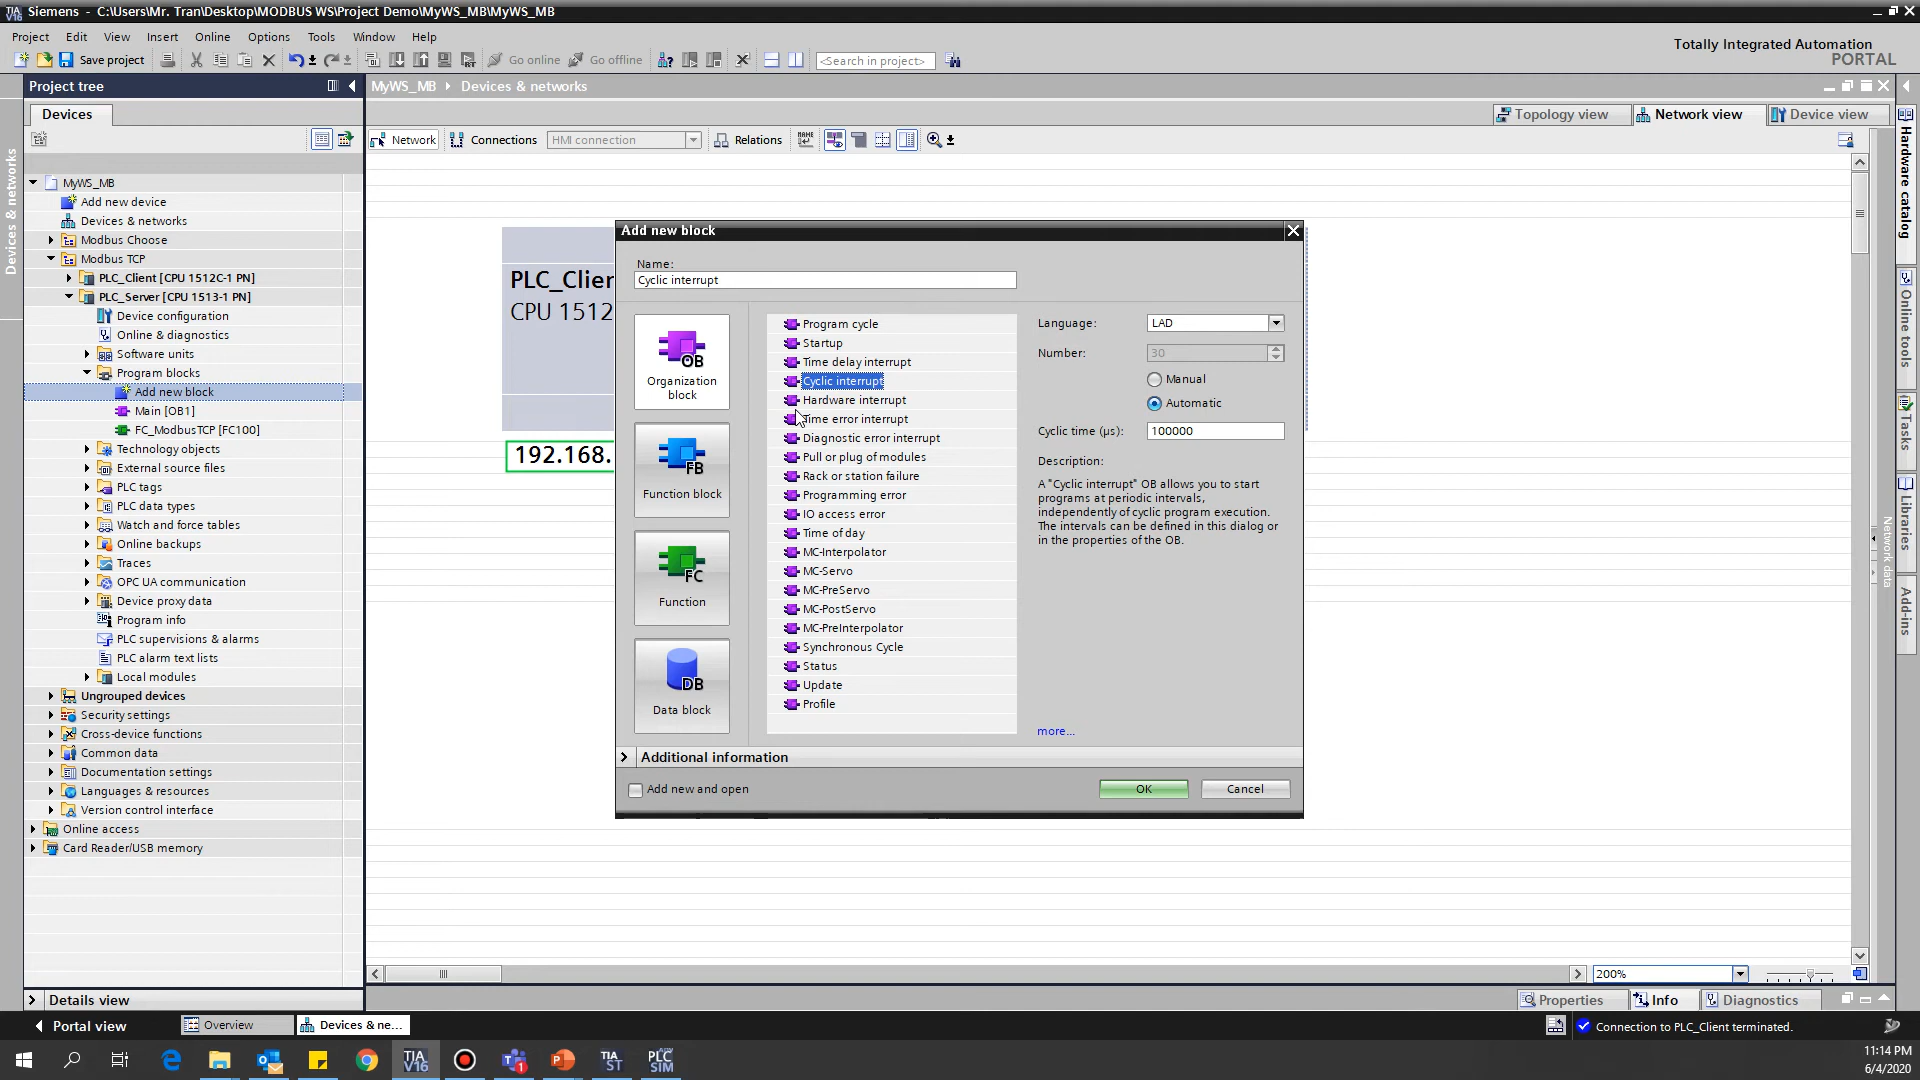 Siemens - C:\Users\Mr. Tran\Desktop\MODBUS WS\Project Demo\MyWS_MB\MyWS_MB
Project Edit View Insert Online Options Tools Window Help
Totally Integrated Automation
PORTAL
Save project
Go online
Go offline
<Search in project>
Project tree
MyWS_MB
Devices & networks
Devices
Topology view
Network view
Device view
Network
Connections
HMI connection
Relations
Devices & networks
MyWS_MB
Add new device
Devices & networks
Modbus Choose
Modbus TCP
PLC_Client [CPU 1512C-1 PN]
PLC_Server [CPU 1513-1 PN]
Device configuration
Online & diagnostics
Software units
Program blocks
Add new block
Main [OB1]
FC_ModbusTCP [FC100]
Technology objects
External source files
PLC tags
PLC data types
Watch and force tables
Online backups
Traces
OPC UA communication
Device proxy data
Program info
PLC supervisions & alarms
PLC alarm text lists
Local modules
Ungrouped devices
Security settings
Cross-device functions
Common data
Documentation settings
Languages & resources
Version control interface
Online access
Card Reader/USB memory
Details view
PLC_Clien
CPU 1512
192.168.
Add new block
Name:
Cyclic interrupt
OB
Organization
block
FB
Function block
FC
Function
DB
Data block
Program cycle
Startup
Time delay interrupt
Cyclic interrupt
Hardware interrupt
Time error interrupt
Diagnostic error interrupt
Pull or plug of modules
Rack or station failure
Programming error
IO access error
Time of day
MC-Interpolator
MC-Servo
MC-PreServo
MC-PostServo
MC-PreInterpolator
Synchronous Cycle
Status
Update
Profile
Language:
LAD
Number:
30
Manual
Automatic
Cyclic time (µs):
100000
Description:
A "Cyclic interrupt" OB allows you to start
programs at periodic intervals,
independently of cyclic program execution.
The intervals can be defined in this dialog or
in the properties of the OB.
more...
Additional information
Add new and open
OK
Cancel
Hardware catalog
Online tools
Tasks
Libraries
Add-ins
Network data
200%
Properties
Info
Diagnostics
Portal view
Overview
Devices & ne...
Connection to PLC_Client terminated.
TIA
V16
TIA
ST
PLC
SIM
11:14 PM
6/4/2020